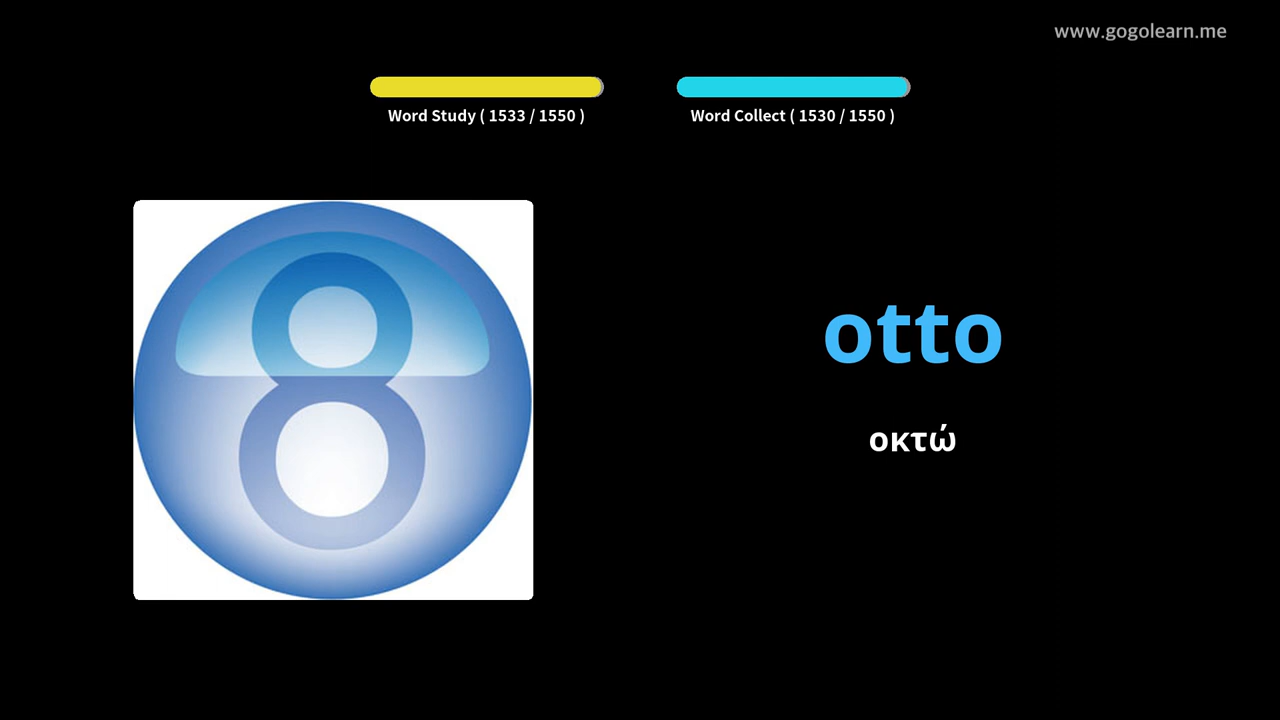 www.gogolearn.me
Word Study ( 1533 / 1550 )
Word Collect ( 1530 / 1550 )
8
otto
οκτώ